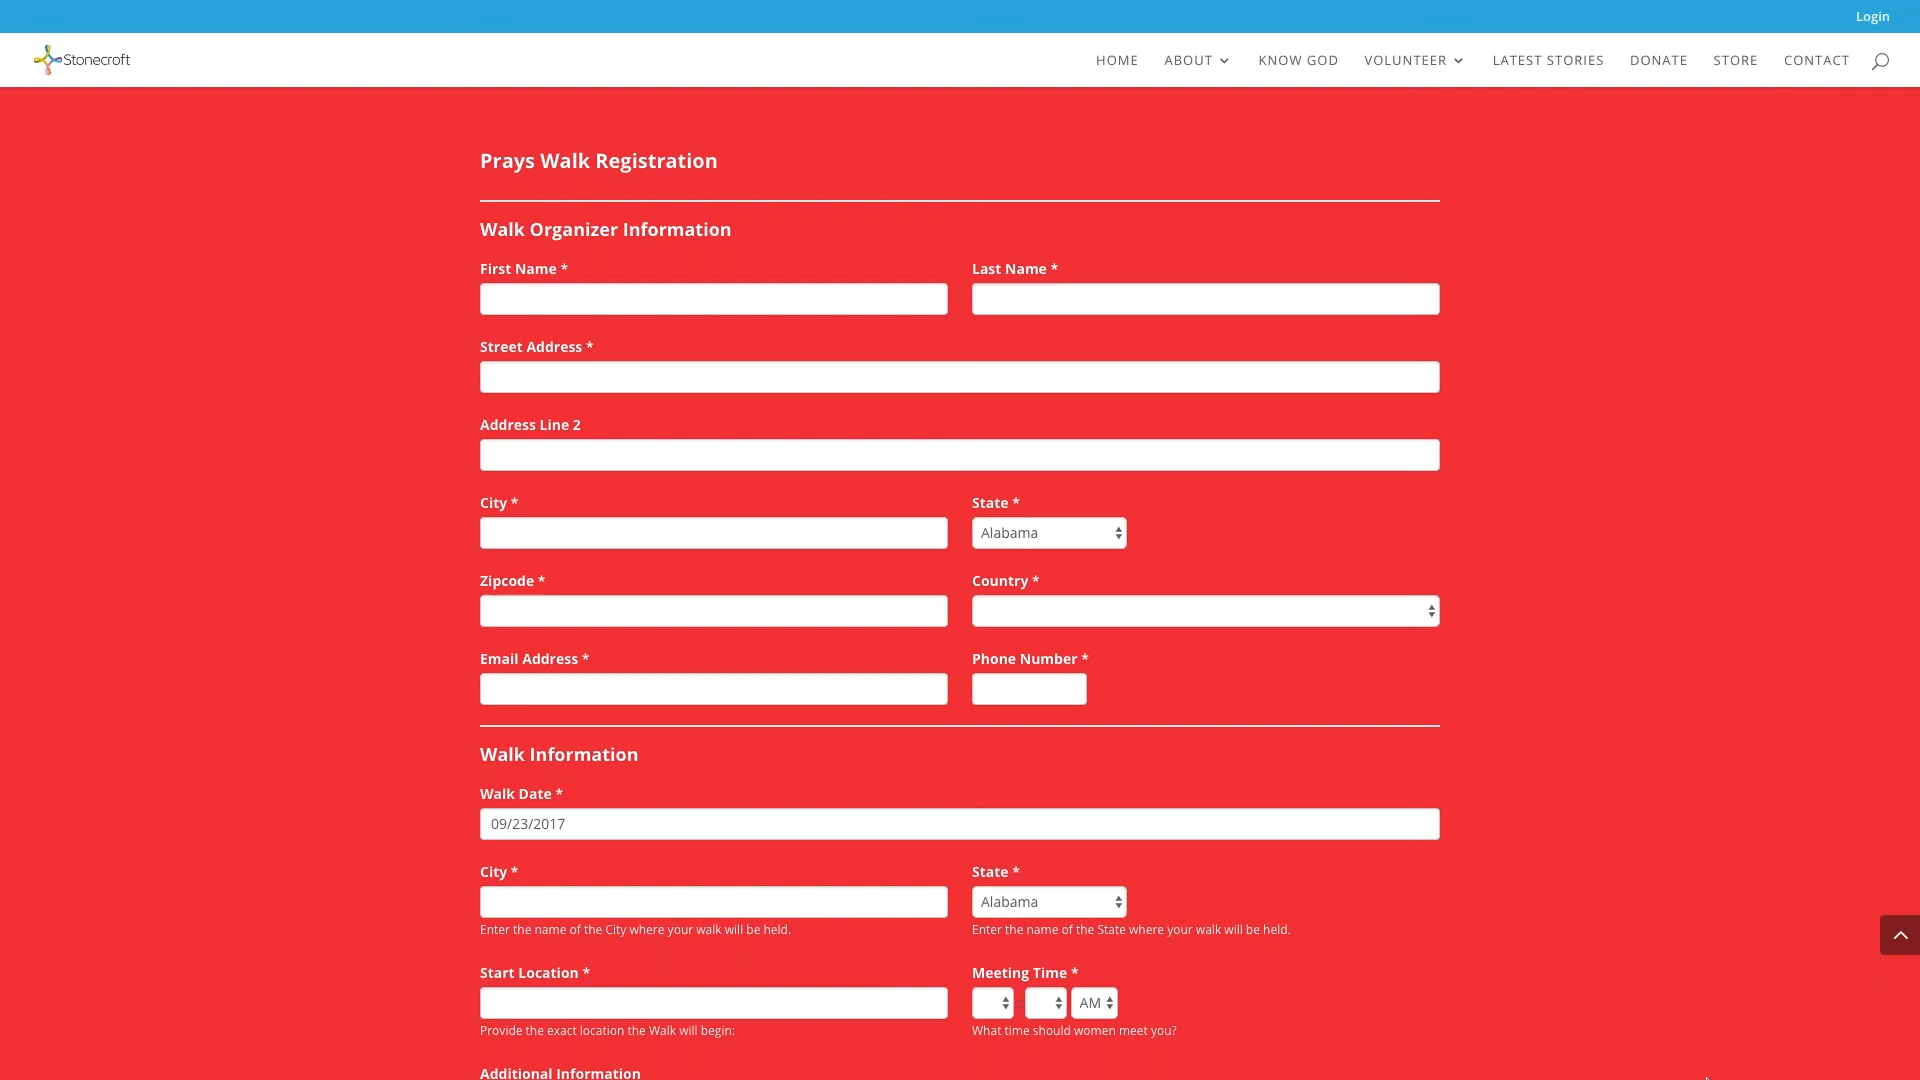 Login
Stonecroft
HOME ABOUT KNOW GOD VOLUNTEER LATEST STORIES DONATE STORE CONTACT
Prays Walk Registration
Walk Organizer Information
First Name * Last Name *
Street Address *
Address Line 2
City * State *
Alabama
Zipcode * Country *
Email Address * Phone Number *
Walk Information
Walk Date *
09/23/2017
City * State *
Alabama
Enter the name of the City where your walk will be held. Enter the name of the State where your walk will be held.
Start Location * Meeting Time *
AM
Provide the exact location the Walk will begin: What time should women meet you?
Additional Information